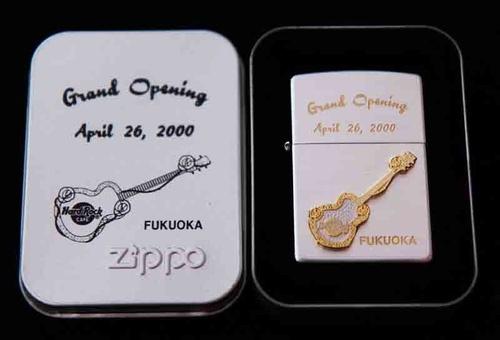 Grand Opening
April 26, 2000
Hard Rock
CAFE
FUKUOKA
zippo
Grand Opening
April 26, 2000
FUKUOKA